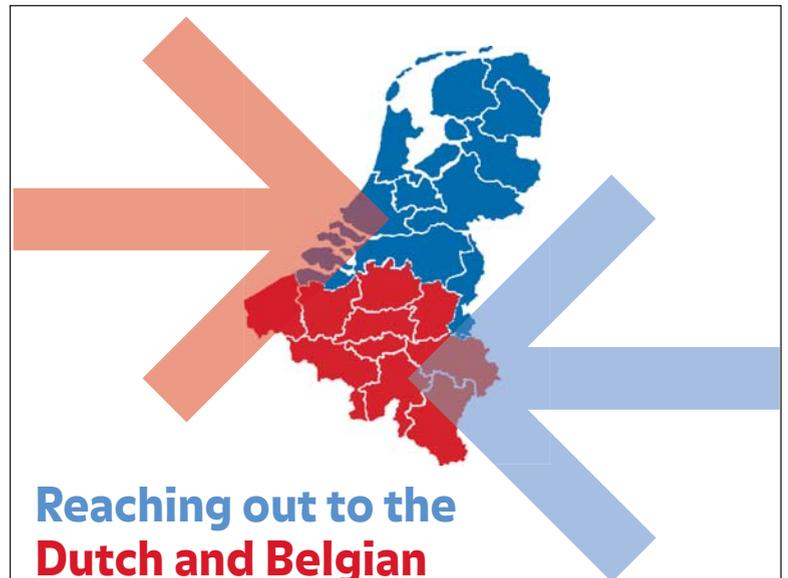 Reaching out to the
Dutch and Belgian